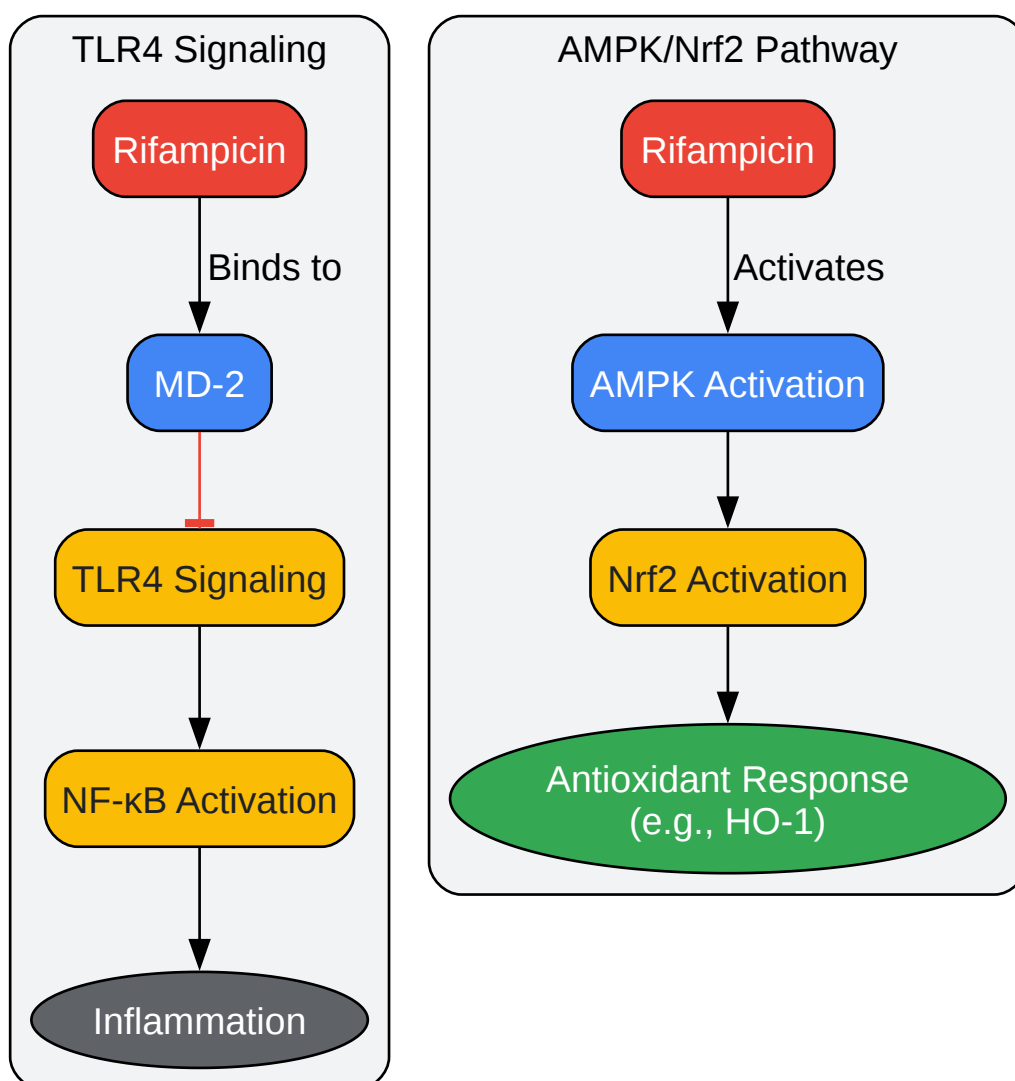 TLR4 Signaling
Rifampicin
Binds to
MD-2
TLR4 Signaling
NF-κB Activation
Inflammation
AMPK/Nrf2 Pathway
Rifampicin
Activates
AMPK Activation
Nrf2 Activation
Antioxidant Response
(e.g., HO-1)